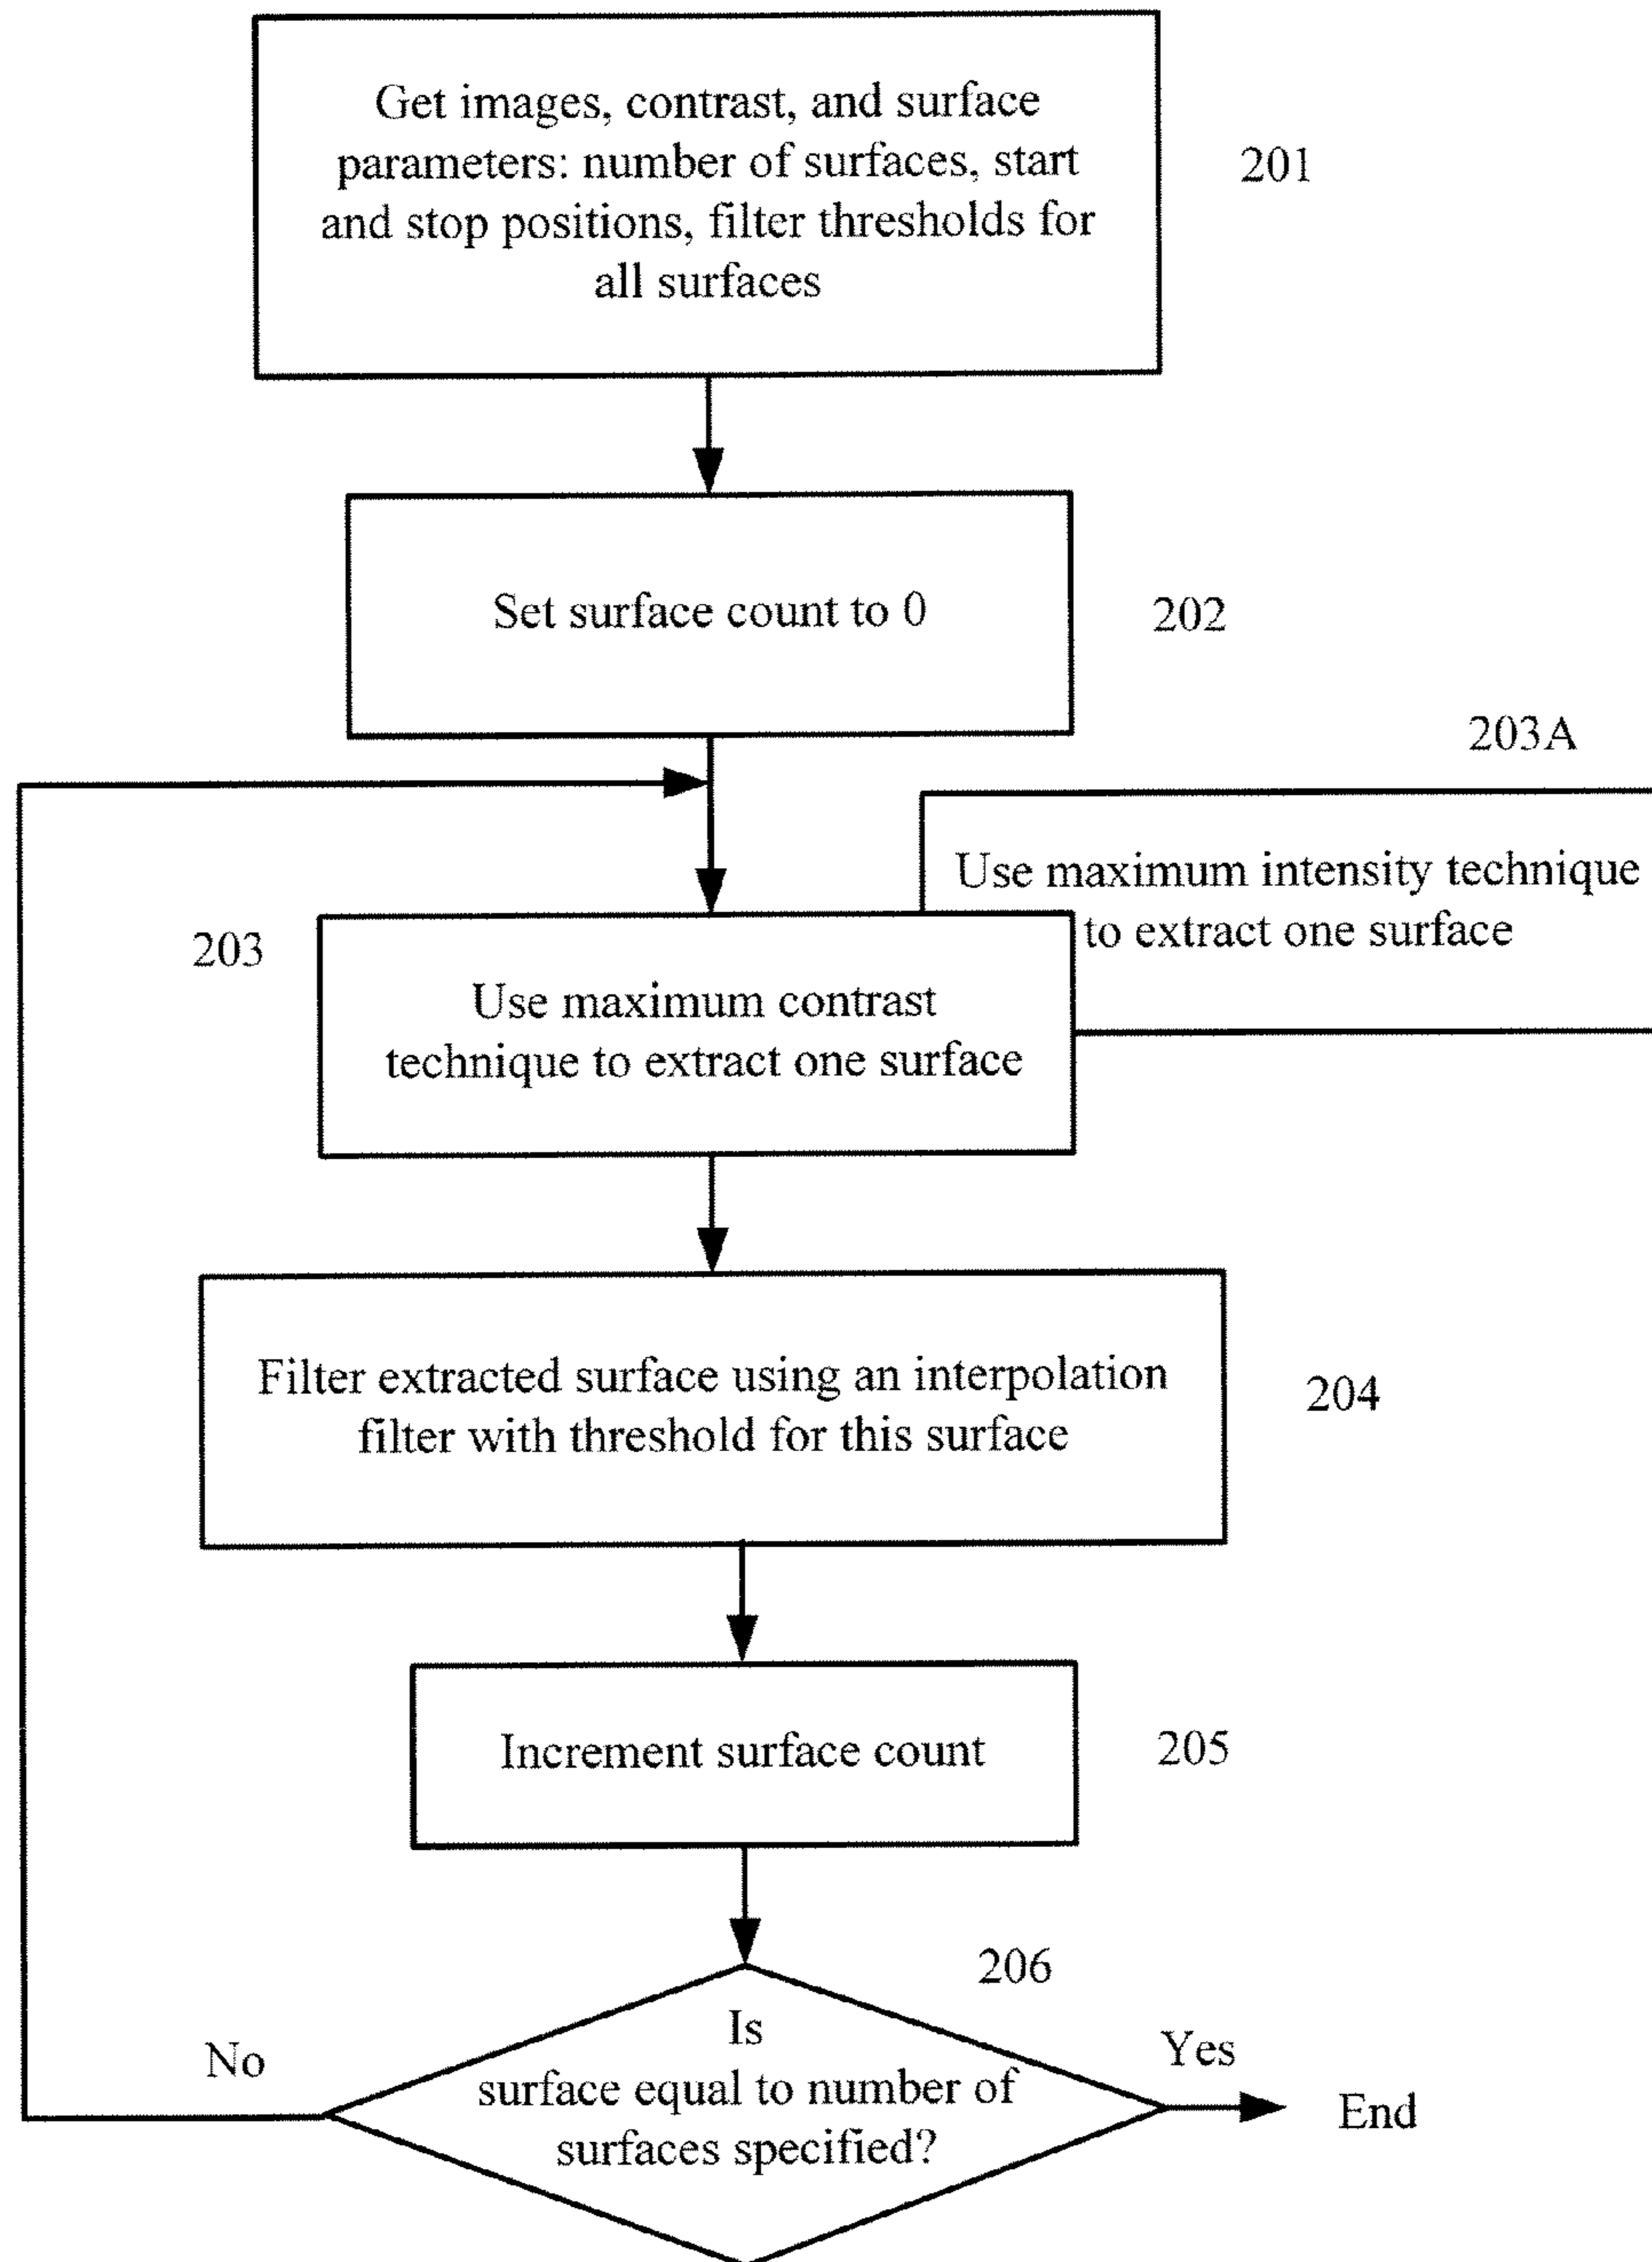 Get images, contrast, and surface
parameters: number of surfaces, start
and stop positions, filter thresholds for
all surfaces
201
Set surface count to 0
202
203A
Use maximum intensity technique
to extract one surface
203
Use maximum contrast
technique to extract one surface
Filter extracted surface using an interpolation
filter with threshold for this surface
204
Increment surface count
205
206
Is
surface equal to number of
surfaces specified?
No
Yes
End